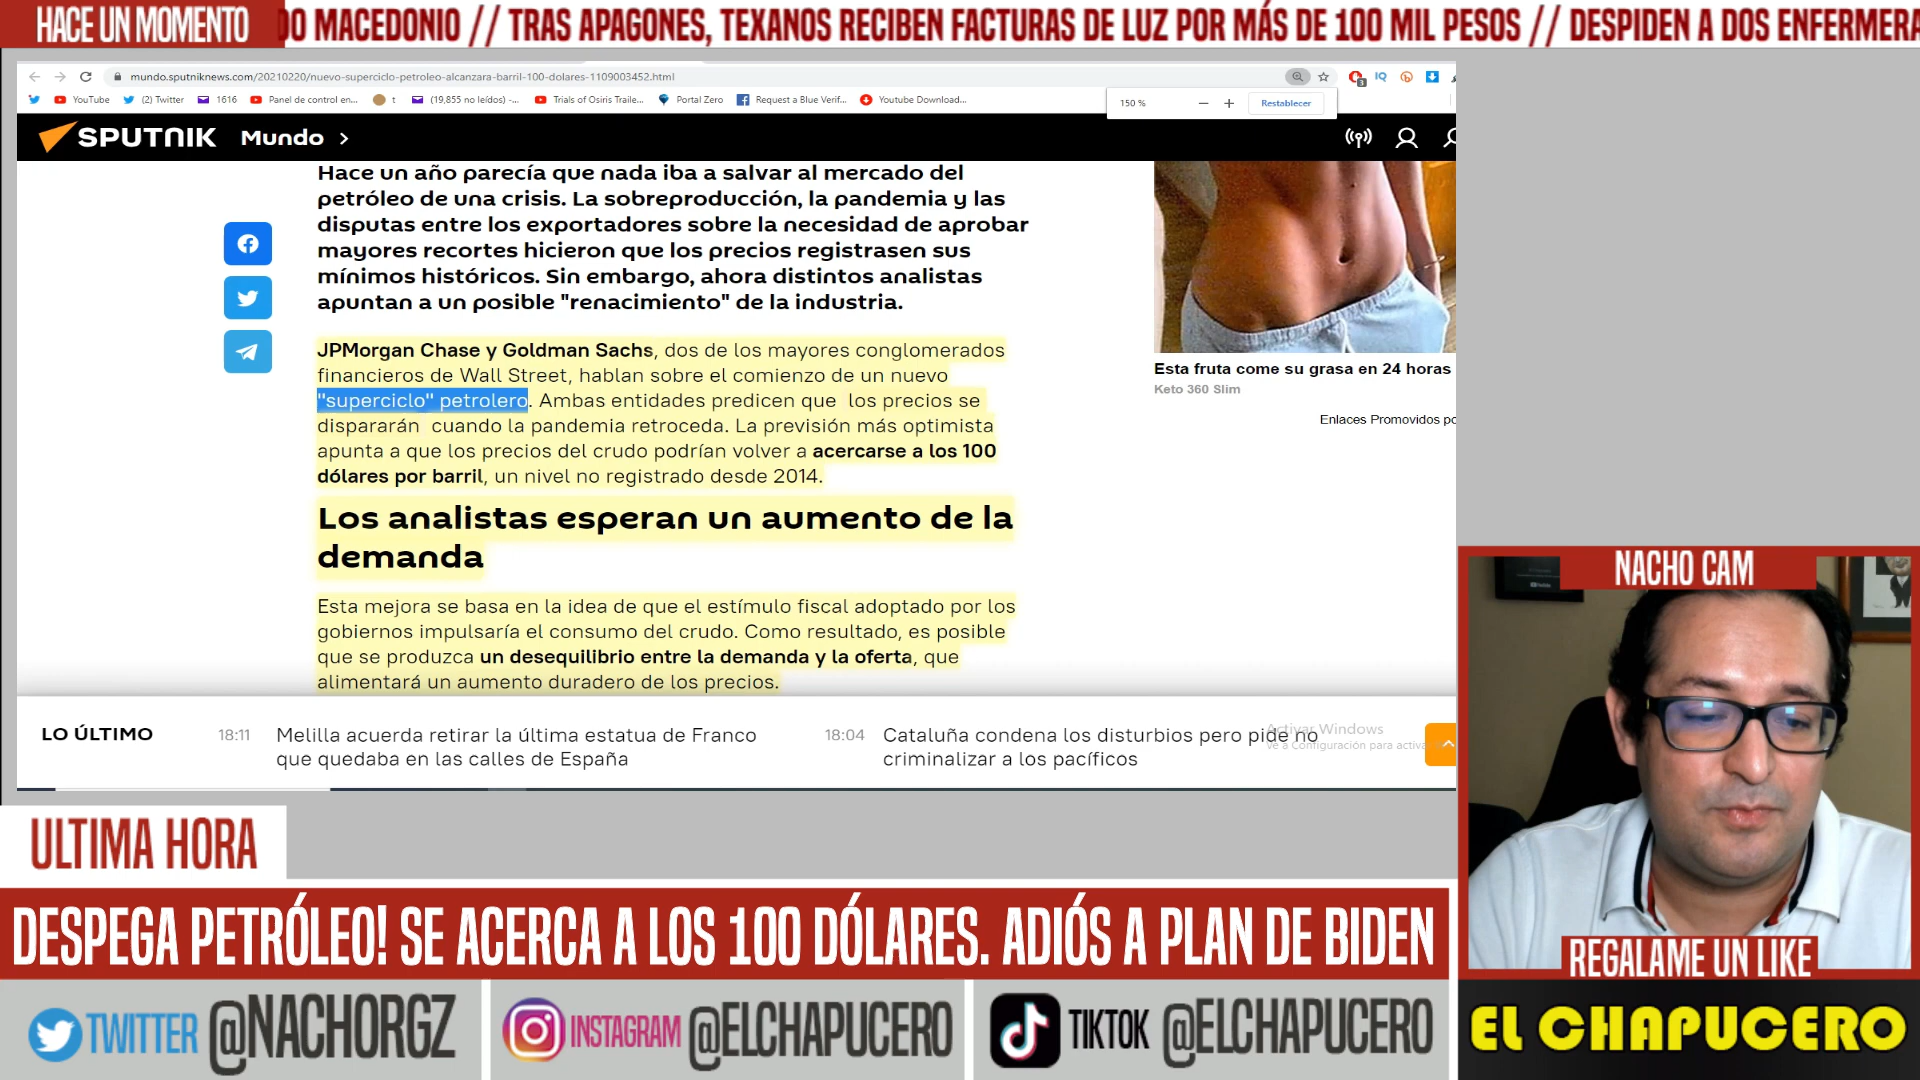 HACE UN MOMENTO
DO MACEDONIO // TRAS APAGONES, TEXANOS RECIBEN FACTURAS DE LUZ POR MÁS DE 100 MIL PESOS // DESPIDEN A DOS ENFERMERA
mundo.sputniknews.com/20210220/nuevo-superciclo-petroleo-alcanzara-barril-100-dolares-1109003452.html
YouTube (2) Twitter 1616 Panel de control en... t (19,855 no leídos) -... Trials of Osiris Traile... Portal Zero Request a Blue Verif... Youtube Download...
150 % Restablecer
SPUTNIK Mundo
Hace un año parecía que nada iba a salvar al mercado del
petróleo de una crisis. La sobreproducción, la pandemia y las
disputas entre los exportadores sobre la necesidad de aprobar
mayores recortes hicieron que los precios registrasen sus
mínimos históricos. Sin embargo, ahora distintos analistas
apuntan a un posible "renacimiento" de la industria.
JPMorgan Chase y Goldman Sachs, dos de los mayores conglomerados
financieros de Wall Street, hablan sobre el comienzo de un nuevo
"superciclo" petrolero. Ambas entidades predicen que los precios se
dispararán cuando la pandemia retroceda. La previsión más optimista
apunta a que los precios del crudo podrían volver a acercarse a los 100
dólares por barril, un nivel no registrado desde 2014.
Los analistas esperan un aumento de la
demanda
Esta mejora se basa en la idea de que el estímulo fiscal adoptado por los
gobiernos impulsaría el consumo del crudo. Como resultado, es posible
que se produzca un desequilibrio entre la demanda y la oferta, que
alimentará un aumento duradero de los precios.
Esta fruta come su grasa en 24 horas
Keto 360 Slim
Enlaces Promovidos po
LO ÚLTIMO
18:11 Melilla acuerda retirar la última estatua de Franco
que quedaba en las calles de España
18:04 Cataluña condena los disturbios pero pide no
criminalizar a los pacíficos
Activar Windows
Ve a Configuración para activa
NACHO CAM
REGALAME UN LIKE
EL CHAPUCERO
ULTIMA HORA
DESPEGA PETRÓLEO! SE ACERCA A LOS 100 DÓLARES. ADIÓS A PLAN DE BIDEN
TWITTER @NACHORGZ
INSTAGRAM @ELCHAPUCERO
TIKTOK @ELCHAPUCERO